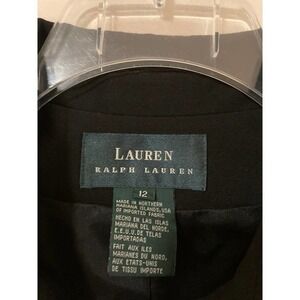 LAUREN
RALPH LAUREN
12
MADE IN NORTHERN
MARIANA ISLANDS, USA
OF IMPORTED FABRIC
HECHO EN LAS ISLAS
MARIANA DEL NORDE,
E.E.U.U. DE TELAS
IMPORTADAS
FAIT AUX ILES
MARIANES DU NORD,
AUX ETATS-UNIS
DE TISSU IMPORTE